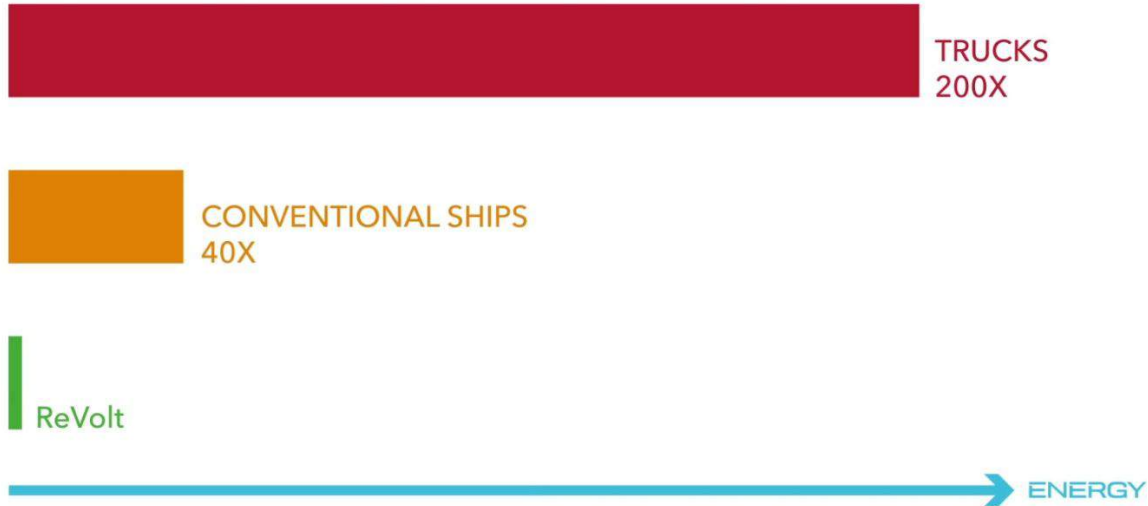 TRUCKS
200X
CONVENTIONAL SHIPS
40X
ReVolt
ENERGY